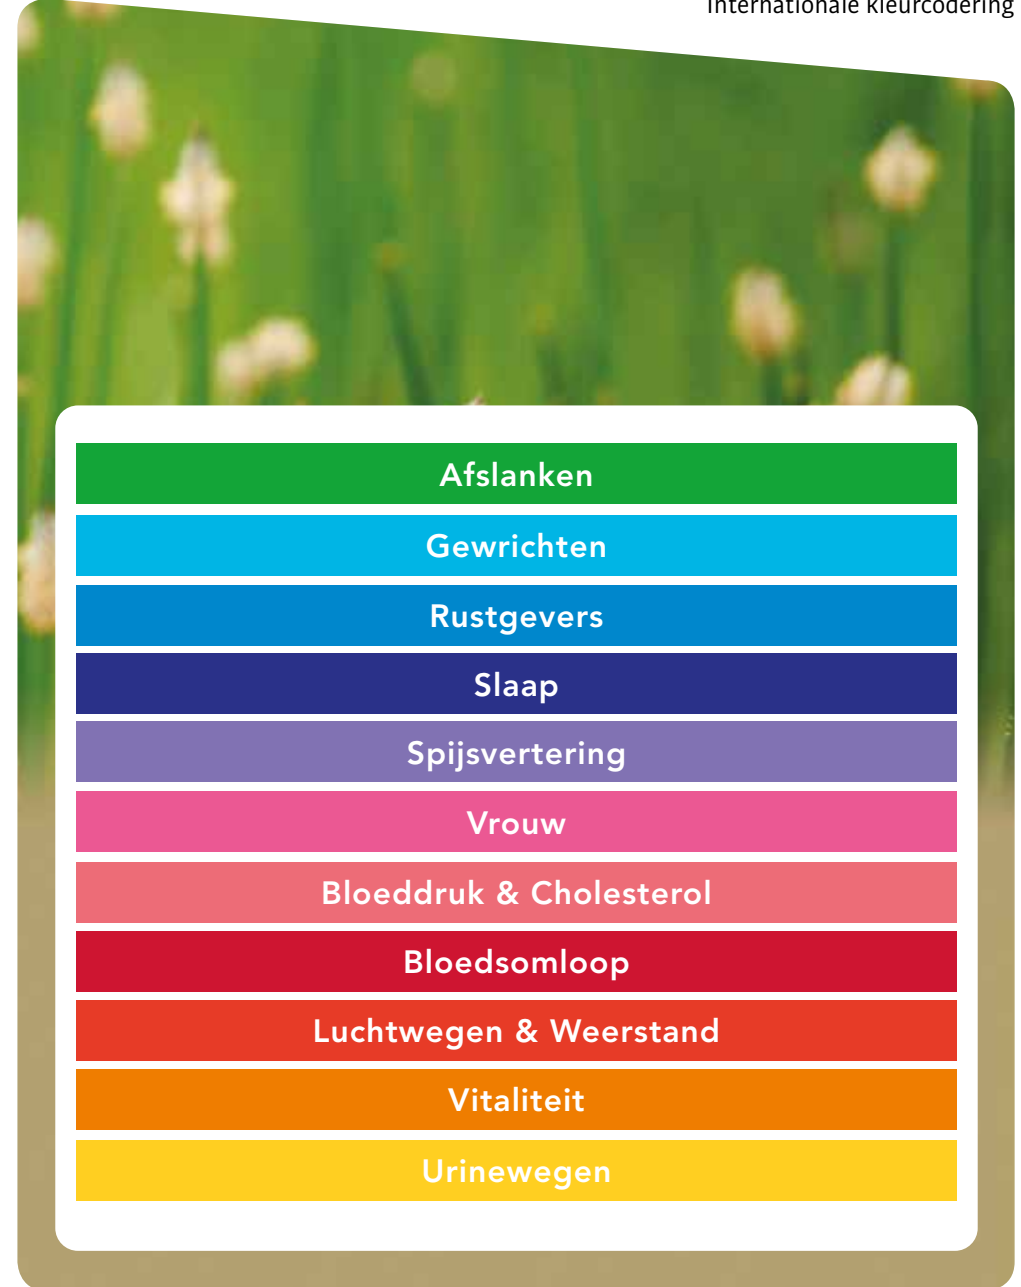 Internationale kleurcodering
Afslanken
Gewrichten
Rustgevers
Slaap
Spijsvertering
Vrouw
Bloeddruk & Cholesterol
Bloedsomloop
Luchtwegen & Weerstand
Vitaliteit
Urinewegen